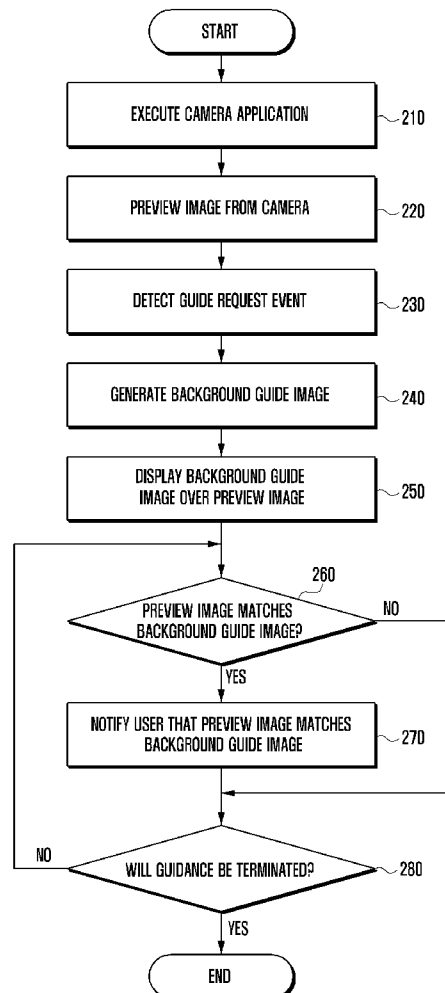 START
EXECUTE CAMERA APPLICATION
210
PREVIEW IMAGE FROM CAMERA
220
DETECT GUIDE REQUEST EVENT
230
GENERATE BACKGROUND GUIDE IMAGE
240
DISPLAY BACKGROUND GUIDE
IMAGE OVER PREVIEW IMAGE
250
260
PREVIEW IMAGE MATCHES
BACKGROUND GUIDE IMAGE?
NO
YES
NOTIFY USER THAT PREVIEW IMAGE MATCHES
BACKGROUND GUIDE IMAGE
270
NO
WILL GUIDANCE BE TERMINATED?
280
YES
END